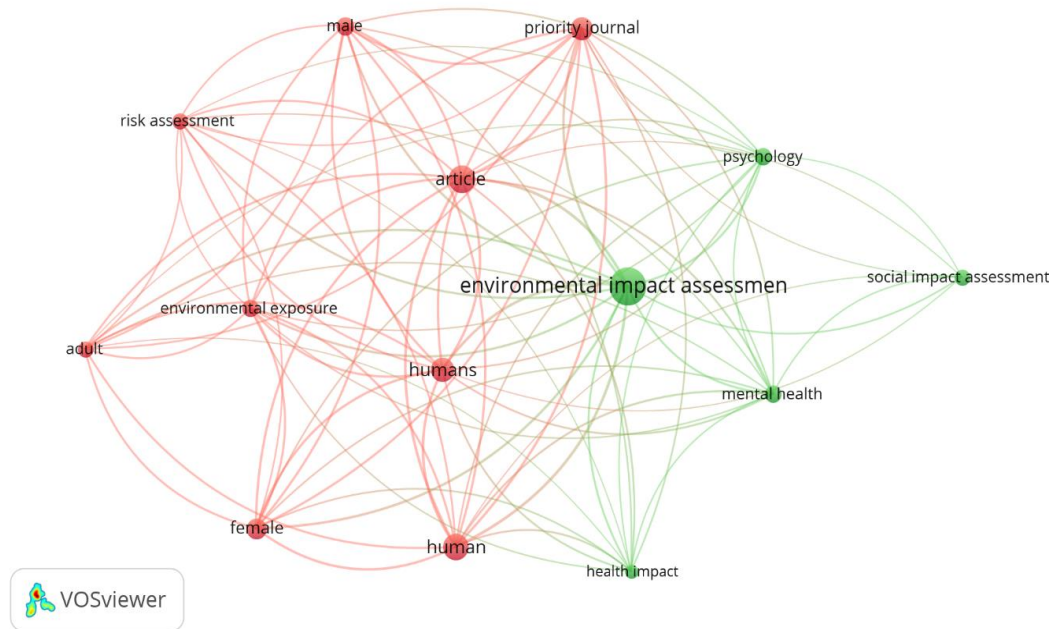 male
priority journal
risk assessment
psychology
article
social impact assessment
environmental impact assessmen
environmental exposure
adult
humans
mental health
female
human
health impact
VOSviewer